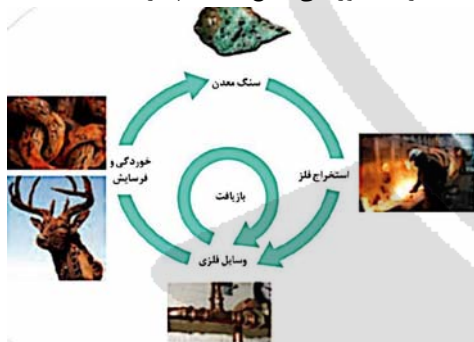 سنگ معدن
خوردگی و
فرسایش
استخراج فلز
بازیافت
وسایل فلزی